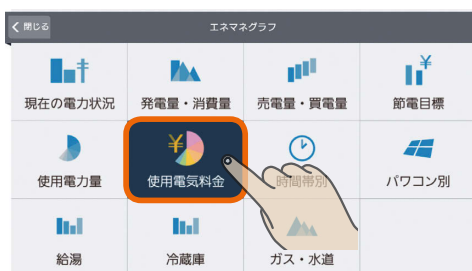 閉じる
エネマネグラフ
現在の電力状況
発電量・消費量
売電量・買電量
¥
節電目標
使用電力量
¥
使用電気料金
時間帯別
パワコン別
給湯
冷蔵庫
ガス・水道